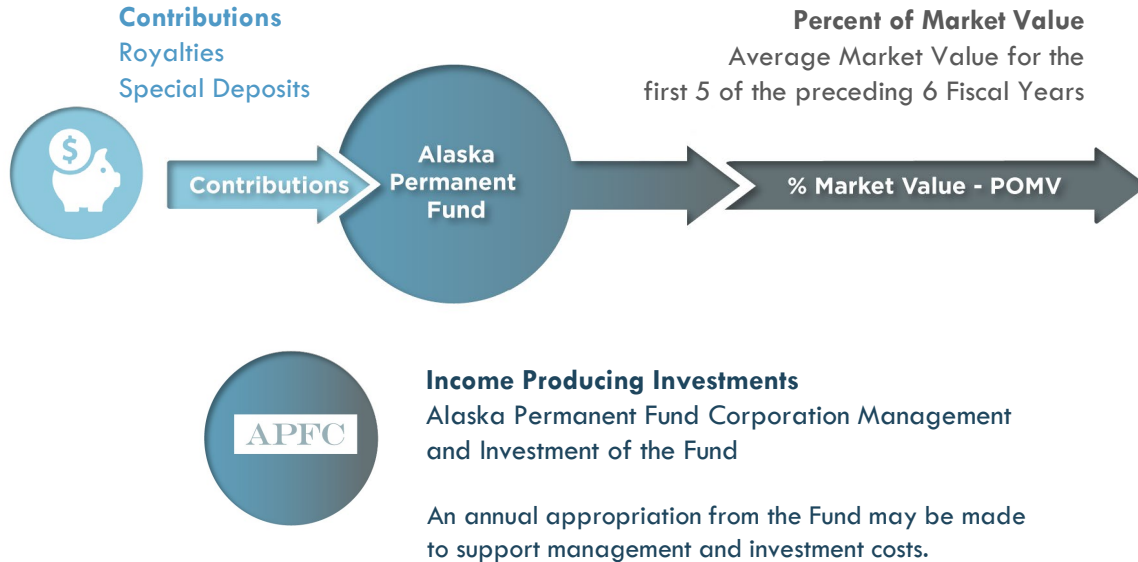 Contributions
Royalties
Special Deposits
Percent of Market Value
Average Market Value for the
first 5 of the preceding 6 Fiscal Years
$
Contributions
Alaska
Permanent
Fund
% Market Value - POMV
APFC
Income Producing Investments
Alaska Permanent Fund Corporation Management
and Investment of the Fund
An annual appropriation from the Fund may be made
to support management and investment costs.